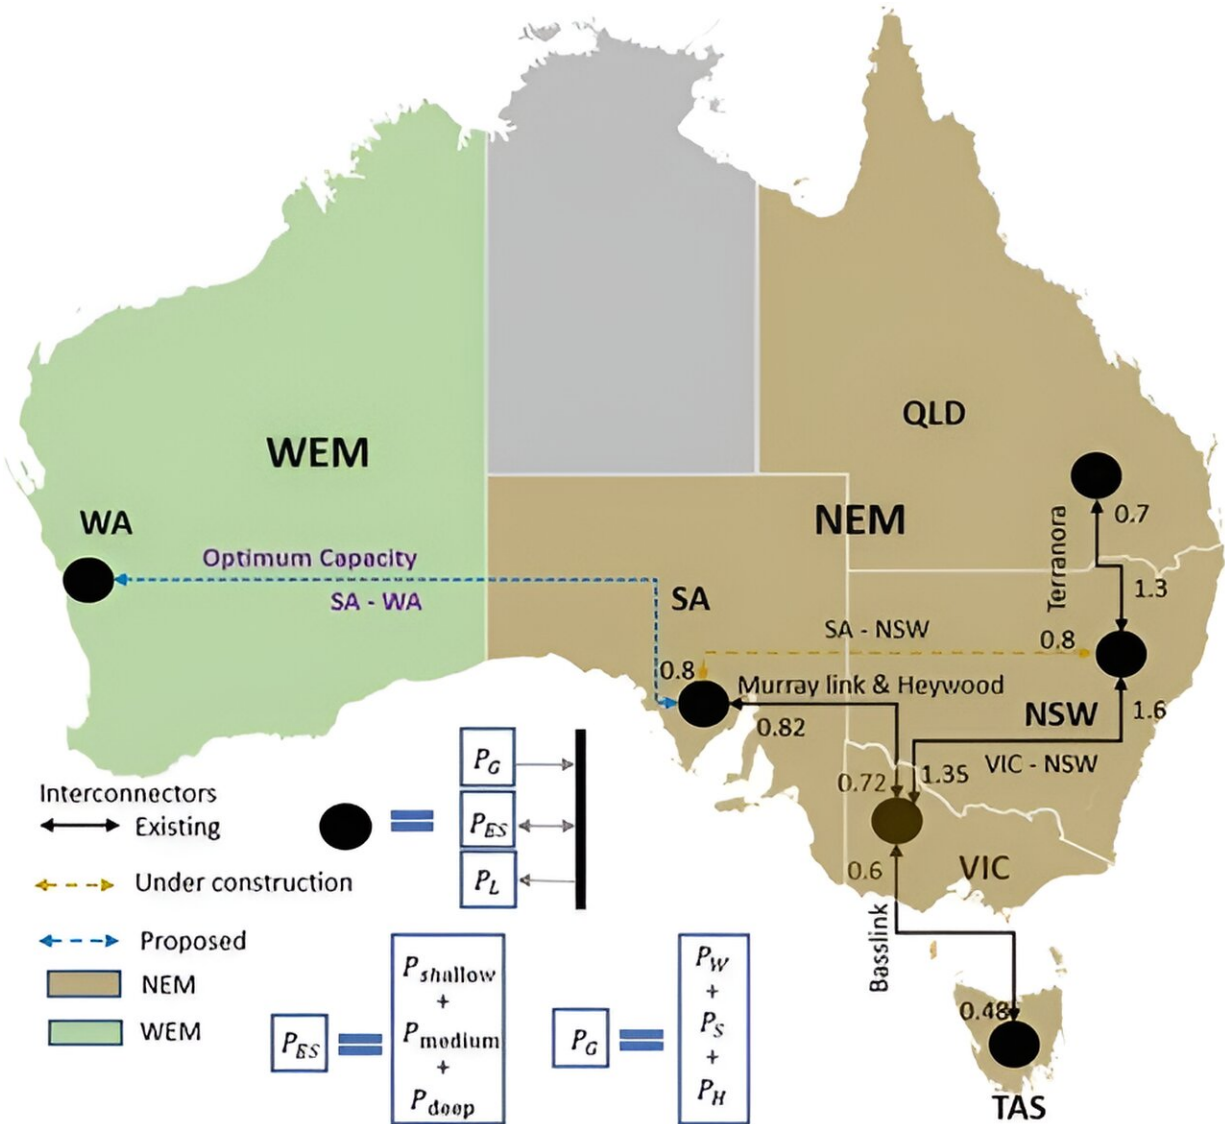 QLD
WEM
NEM
WA
0.7
Terranora
Optimum Capacity
SA - WA
SA
1.3
SA - NSW
0.8
0.8
Murray link & Heywood
0.82
NSW
1.6
VIC - NSW
0.72
1.35
0.6
VIC
Basslink
0.48
TAS
Interconnectors
Existing
Under construction
Proposed
NEM
WEM
P_G
P_ES
P_L
P_ES
P_shallow
+
P_medium
+
P_deep
P_G
P_W
+
P_S
+
P_H